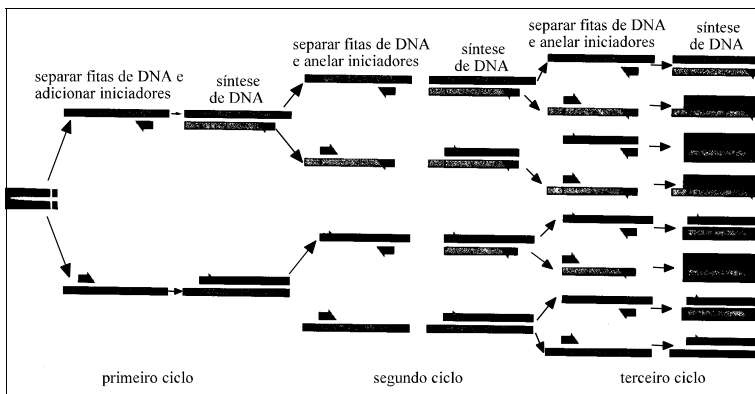 separar fitas de DNA e
adicionar iniciadores
síntese
de DNA
separar fitas de DNA
e anelar iniciadores
síntese
de DNA
separar fitas de DNA
e anelar iniciadores
síntese
de DNA
primeiro ciclo
segundo ciclo
terceiro ciclo